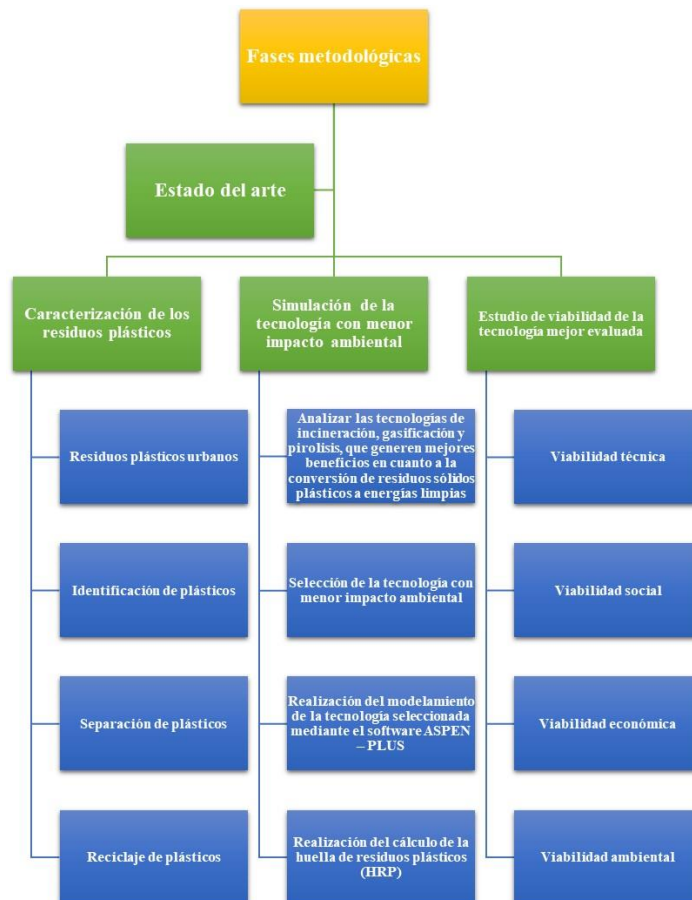 Fases metodológicas
Estado del arte
Caracterización de los
residuos plásticos
Residuos plásticos urbanos
Identificación de plásticos
Separación de plásticos
Reciclaje de plásticos
Simulación de la
tecnología con menor
impacto ambiental
Analizar las tecnologías de
incineración, gasificación y
pirolisis, que generen mejores
beneficios en cuanto a la
conversión de residuos sólidos
plásticos a energías limpias
Selección de la tecnología con
menor impacto ambiental
Realización del modelamiento
de la tecnología seleccionada
mediante el software ASPEN
– PLUS
Realización del cálculo de la
huella de residuos plásticos
(HRP)
Estudio de viabilidad de la
tecnología mejor evaluada
Viabilidad técnica
Viabilidad social
Viabilidad económica
Viabilidad ambiental